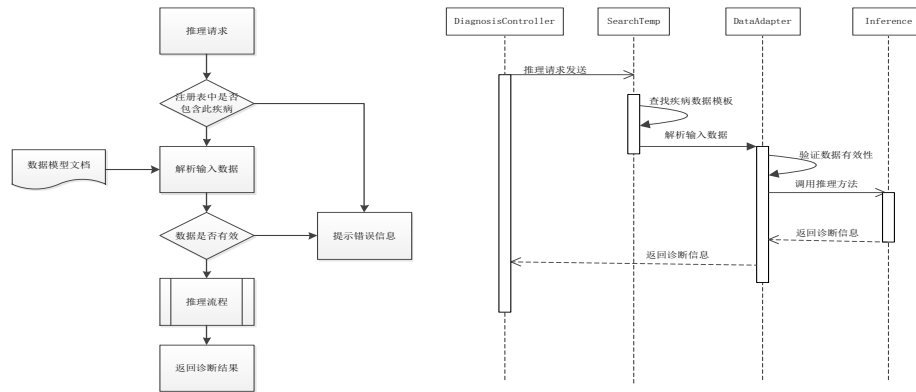 推理请求
注册表中是否
包含此疾病
数据模型文档
解析输入数据
数据是否有效
提示错误信息
推理流程
返回诊断结果
DiagnosisController
SearchTemp
DataAdapter
Inference
推理请求发送
查找疾病数据模板
解析输入数据
验证数据有效性
调用推理方法
返回诊断信息
返回诊断信息